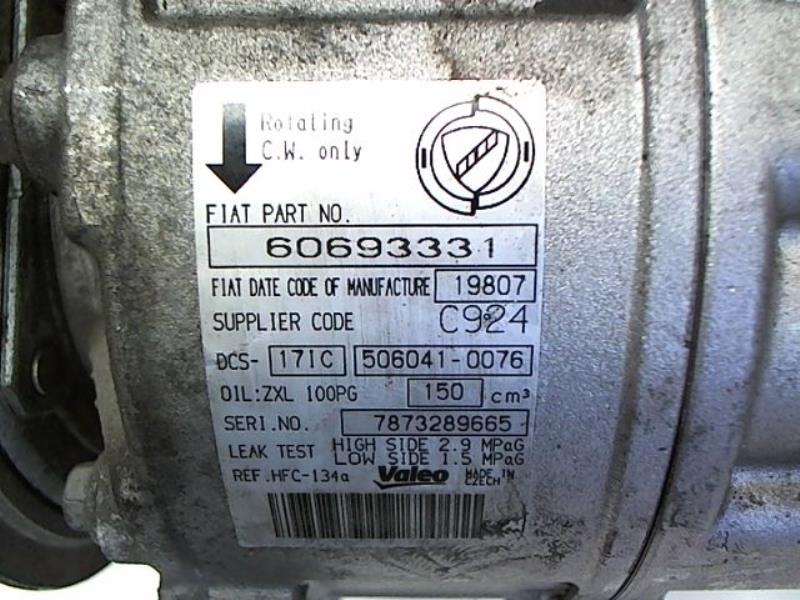 Rotating
C.W. only
FIAT PART NO.
60693331
FIAT DATE CODE OF MANUFACTURE 19807
SUPPLIER CODE C924
DCS- 171C 506041-0076
OIL:ZXL 100PG 150 cm³
SERI.NO. 7873289665
LEAK TEST HIGH SIDE 2.9 MPaG
LOW SIDE 1.5 MPaG
REF.HFC-134a Valeo MADE IN
CZECH